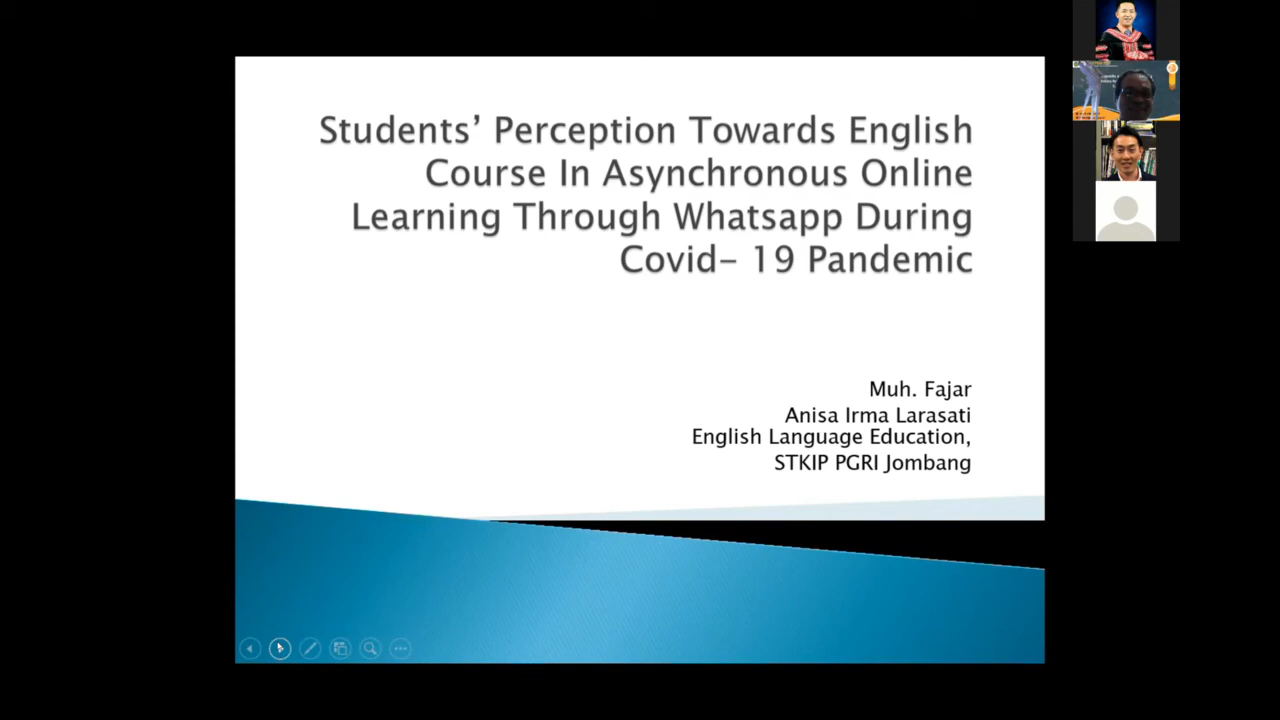 Students’ Perception Towards English
Course In Asynchronous Online
Learning Through Whatsapp During
Covid- 19 Pandemic
Muh. Fajar
Anisa Irma Larasati
English Language Education,
STKIP PGRI Jombang